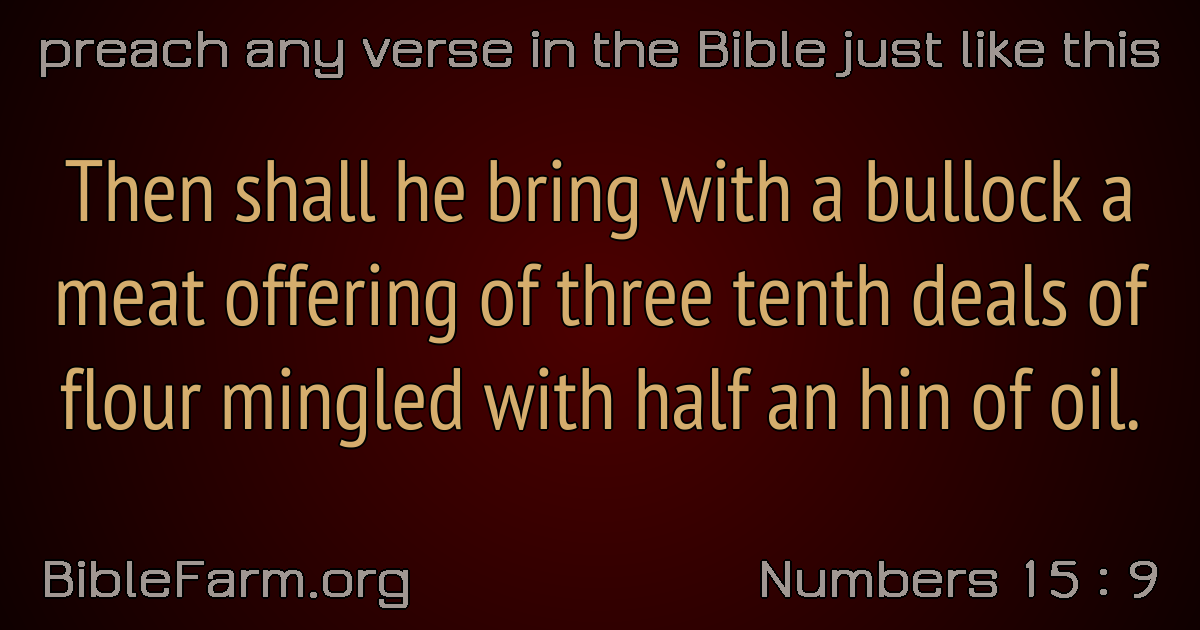 preach any verse in the Bible just like this
Then shall he bring with a bullock a
meat offering of three tenth deals of
flour mingled with half an hin of oil.
BibleFarm.org
Numbers 15 : 9